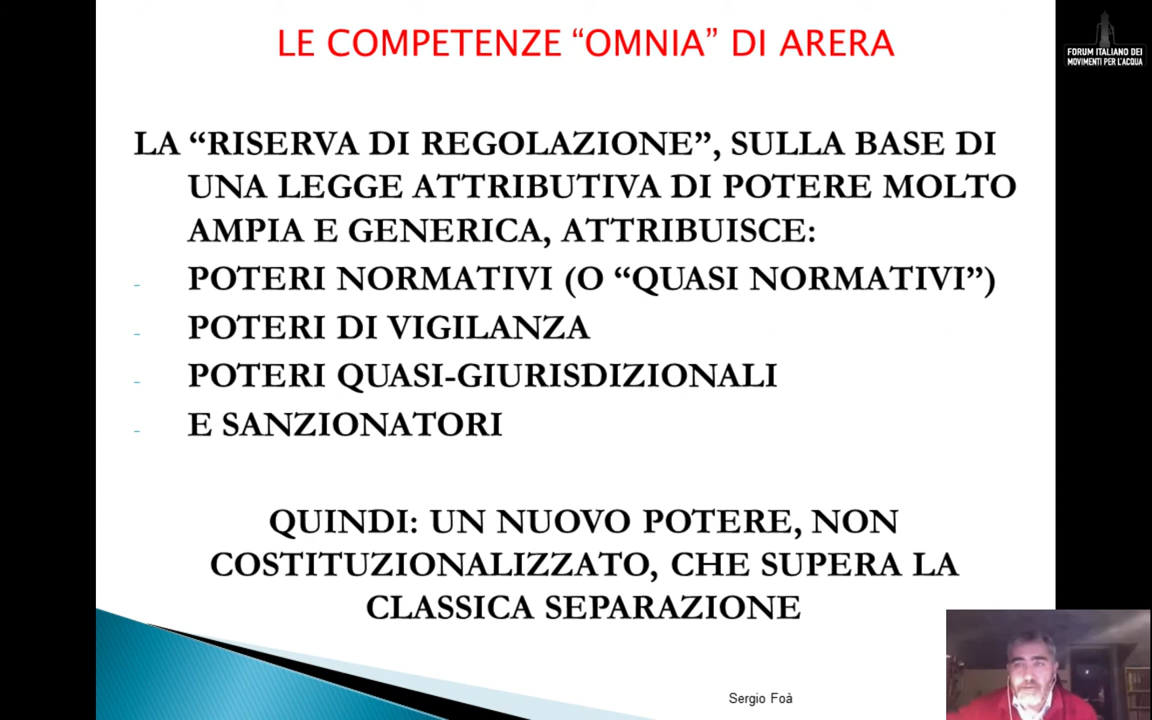 LE COMPETENZE “OMNIA” DI ARERA
FORUM ITALIANO DEI
MOVIMENTI PER L'ACQUA
LA “RISERVA DI REGOLAZIONE”, SULLA BASE DI
UNA LEGGE ATTRIBUTIVA DI POTERE MOLTO
AMPIA E GENERICA, ATTRIBUISCE:
- POTERI NORMATIVI (O “QUASI NORMATIVI”)
- POTERI DI VIGILANZA
- POTERI QUASI-GIURISDIZIONALI
- E SANZIONATORI
QUINDI: UN NUOVO POTERE, NON
COSTITUZIONALIZZATO, CHE SUPERA LA
CLASSICA SEPARAZIONE
Sergio Foà